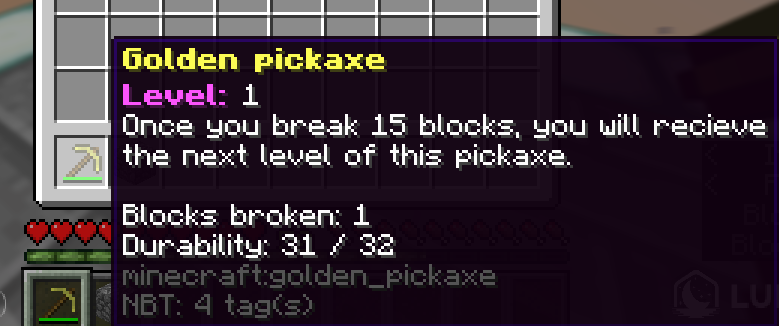 Golden pickaxe
Level: 1
Once you break 15 blocks, you will recieve
the next level of this pickaxe.
Blocks broken: 1
Durability: 31 / 32
minecraft:golden_pickaxe
NBT: 4 tag(s)
LU